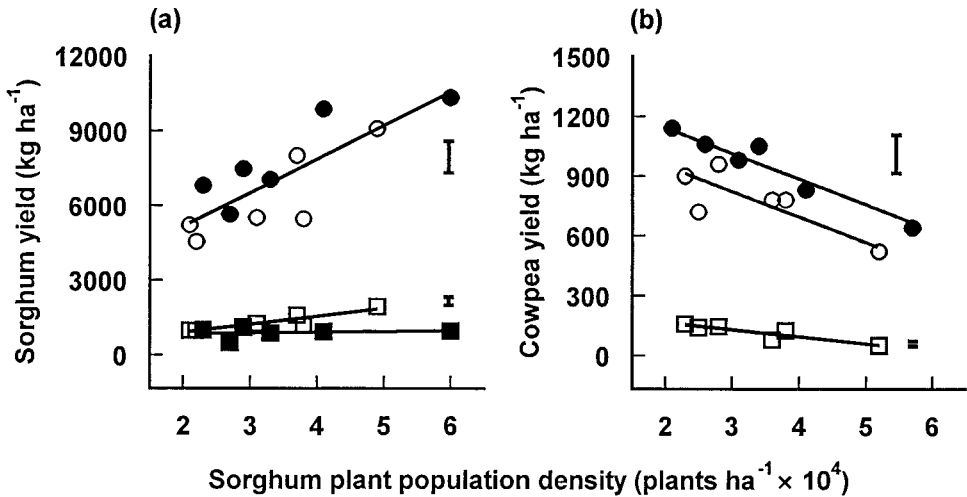 (a)
(b)
12000
9000
6000
3000
0
Sorghum yield (kg ha⁻¹)
2 3 4 5 6
1500
1200
900
600
300
0
Cowpea yield (kg ha⁻¹)
2 3 4 5 6
Sorghum plant population density (plants ha⁻¹ × 10⁴)